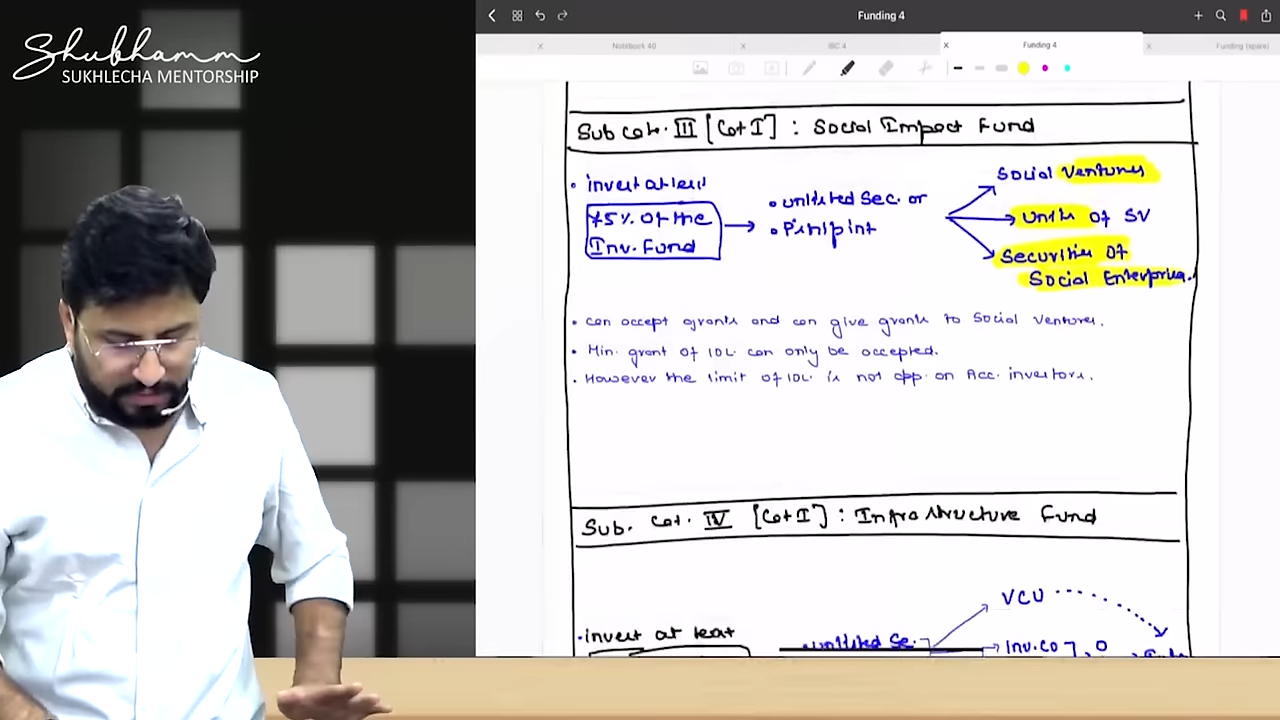 Shubhamm
SUKHLECHA MENTORSHIP
Funding 4
Notebook 40
IBC 4
Funding 4
Funding (spare)
Sub cat. III [Cat I] : Social Impact Fund
• invest at least
75% of the
Inv. Fund
• unlisted Sec. or
•
Social Ventures
Units of SV
Securities of
Social Enterprise.
• can accept grants and can give grants to Social Ventures.
• Min. grant of 10L. can only be accepted.
• However the limit of 10L. is not app. on Acc. investors.
Sub. Cat. IV [Cat I] : Infrastructure Fund
VCU
• invest at least
• unlisted Se.
Inv. Co